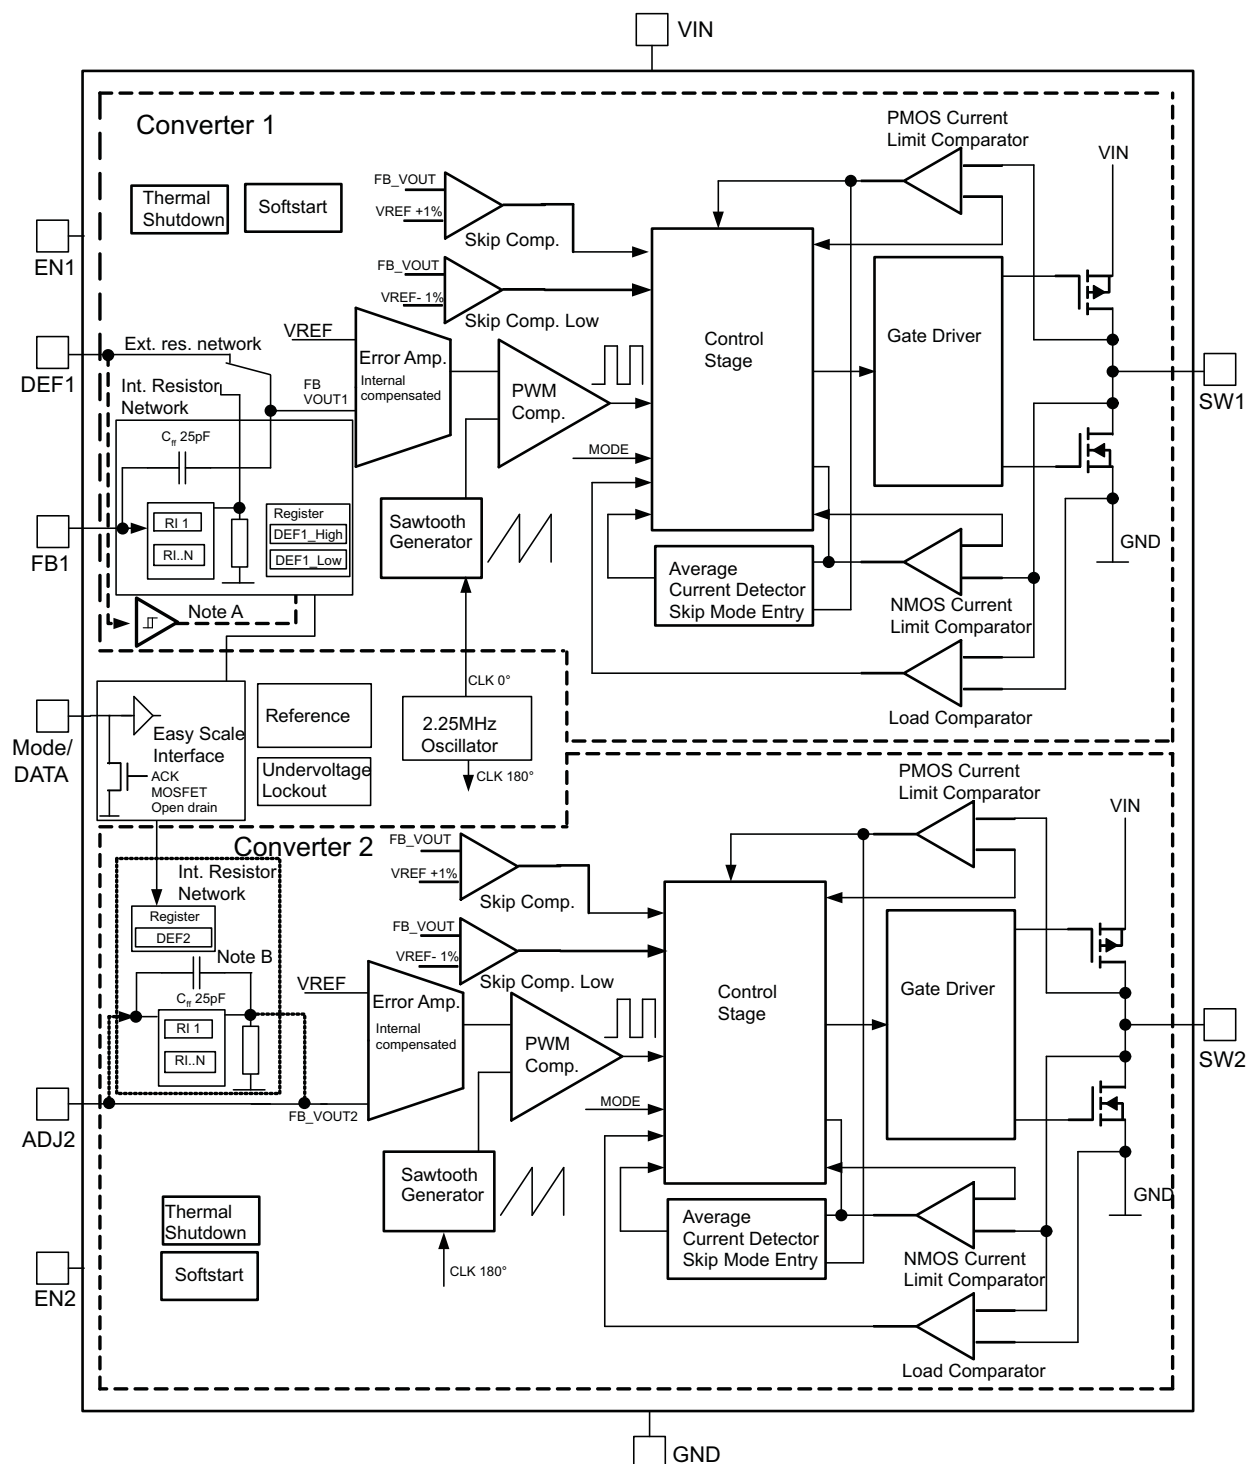 VIN
Converter 1
PMOS Current
Limit Comparator
VIN
Thermal
Shutdown
Softstart
FB_VOUT
VREF +1%
Skip Comp.
EN1
FB_VOUT
VREF- 1%
Skip Comp. Low
Control
Stage
Gate Driver
VREF
Ext. res. network
DEF1
Error Amp.
Internal
compensated
Int. Resistor
Network
FB
VOUT1
PWM
Comp.
SW1
Cff 25pF
MODE
FB1
RI 1
RI..N
Register
DEF1_High
DEF1_Low
Sawtooth
Generator
Average
Current Detector
Skip Mode Entry
GND
NMOS Current
Limit Comparator
Note A
CLK 0°
Load Comparator
Mode/
DATA
Easy Scale
Interface
ACK
MOSFET
Open drain
Reference
Undervoltage
Lockout
2.25MHz
Oscillator
CLK 180°
PMOS Current
Limit Comparator
VIN
Converter 2
FB_VOUT
VREF +1%
Skip Comp.
Int. Resistor
Network
Register
DEF2
Note B
FB_VOUT
VREF- 1%
Skip Comp. Low
Control
Stage
Gate Driver
VREF
Error Amp.
Internal
compensated
Cff 25pF
RI 1
RI..N
PWM
Comp.
SW2
ADJ2
FB_VOUT2
MODE
Sawtooth
Generator
GND
Thermal
Shutdown
Average
Current Detector
Skip Mode Entry
NMOS Current
Limit Comparator
EN2
Softstart
CLK 180°
Load Comparator
GND